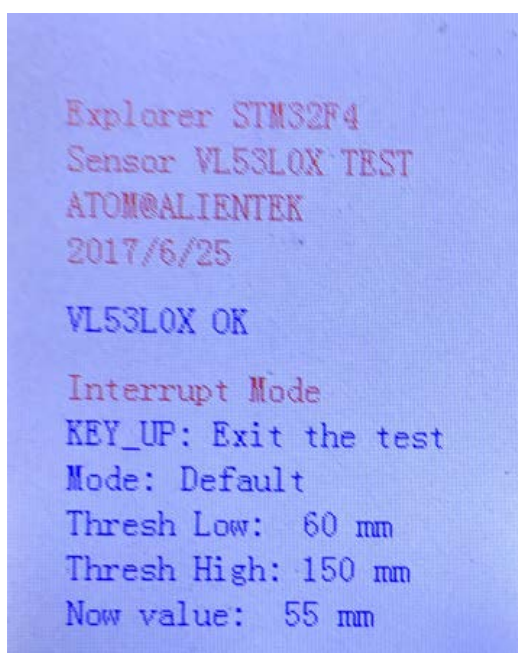 Explorer STM32F4
Sensor VL53L0X TEST
ATOM@ALIENTEK
2017/6/25
VL53L0X OK
Interrupt Mode
KEY_UP: Exit the test
Mode: Default
Thresh Low: 60 mm
Thresh High: 150 mm
Now value: 55 mm